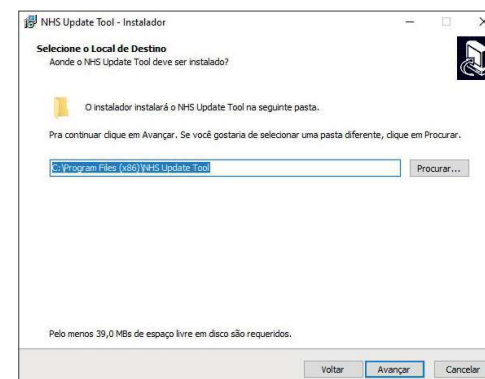 NHS Update Tool - Instalador
Selecione o Local de Destino
Aonde o NHS Update Tool deve ser instalado?
O instalador instalará o NHS Update Tool na seguinte pasta.
Pra continuar clique em Avançar. Se você gostaria de selecionar uma pasta diferente, clique em Procurar.
C:\Program Files (x86)\NHS Update Tool
Procurar...
Pelo menos 39,0 MBs de espaço livre em disco são requeridos.
Voltar Avançar Cancelar